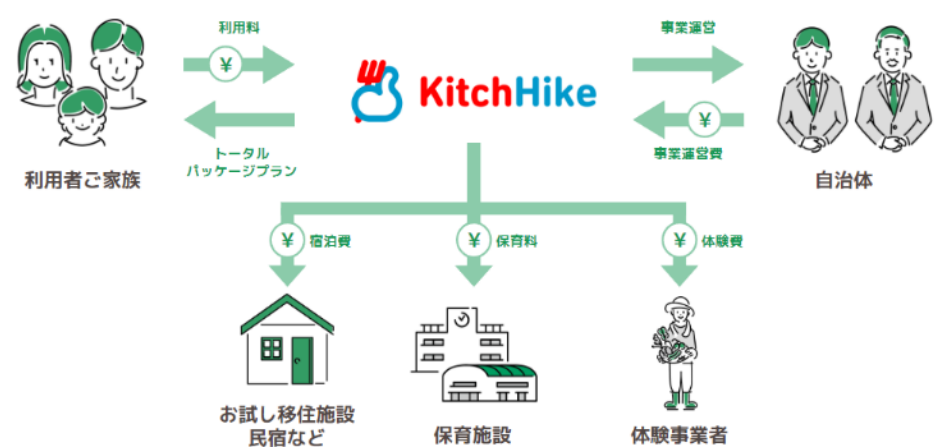 利用料
¥
トータル
パッケージプラン
利用者ご家族
KitchHike
事業運営
¥
事業運営費
自治体
¥ 宿泊費
¥ 保育料
¥ 体験費
お試し移住施設
民宿など
保育施設
体験事業者